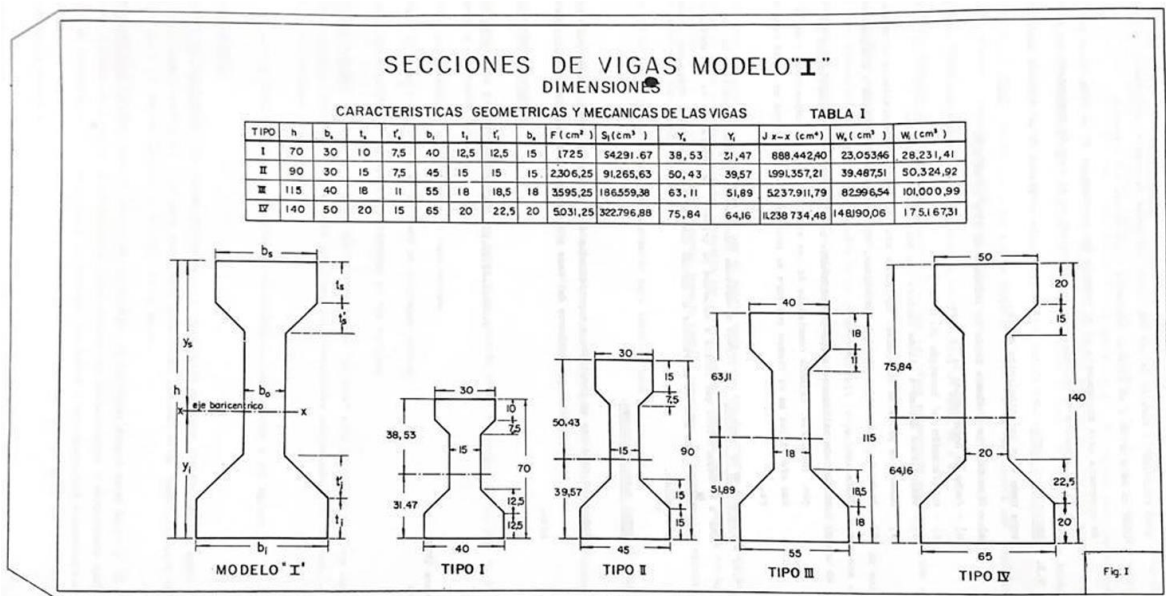 SECCIONES DE VIGAS MODELO "I"
DIMENSIONES
CARACTERISTICAS GEOMETRICAS Y MECANICAS DE LAS VIGAS TABLA I
TIPO h bs ts t's bi ti t'i bo F (cm²) Si (cm³) Ys Yi J x-x (cm⁴) Ws (cm³) Wi (cm³)
I 70 30 10 7,5 40 12,5 12,5 15 1725 54,291.67 38,53 31,47 888.442,40 23,053,46 28,231,41
II 90 30 15 7,5 45 15 15 15 2306,25 91,265,63 50,43 39,57 1,991,357,21 39,487,51 50,324,92
III 115 40 18 11 55 18 18,5 18 3595,25 186,559,38 63,11 51,89 5,237,911,79 82,996,54 101,000,99
IV 140 50 20 15 65 20 22,5 20 5,031,25 322,796,88 75,84 64,16 11,238 734,48 148,190,06 175,167,31
bs
ts
t's
ys
h
bo
x eje baricentrico x
yi
t'i
ti
bi
MODELO "I"
30
10
7,5
38,53
15
70
31.47
12,5
12,5
40
TIPO I
30
15
7,5
50,43
15
90
39,57
15
15
45
TIPO II
40
18
11
63,11
115
18
51,89
18,5
18
55
TIPO III
50
20
15
75,84
140
20
64,16
22,5
20
65
TIPO IV
Fig. I